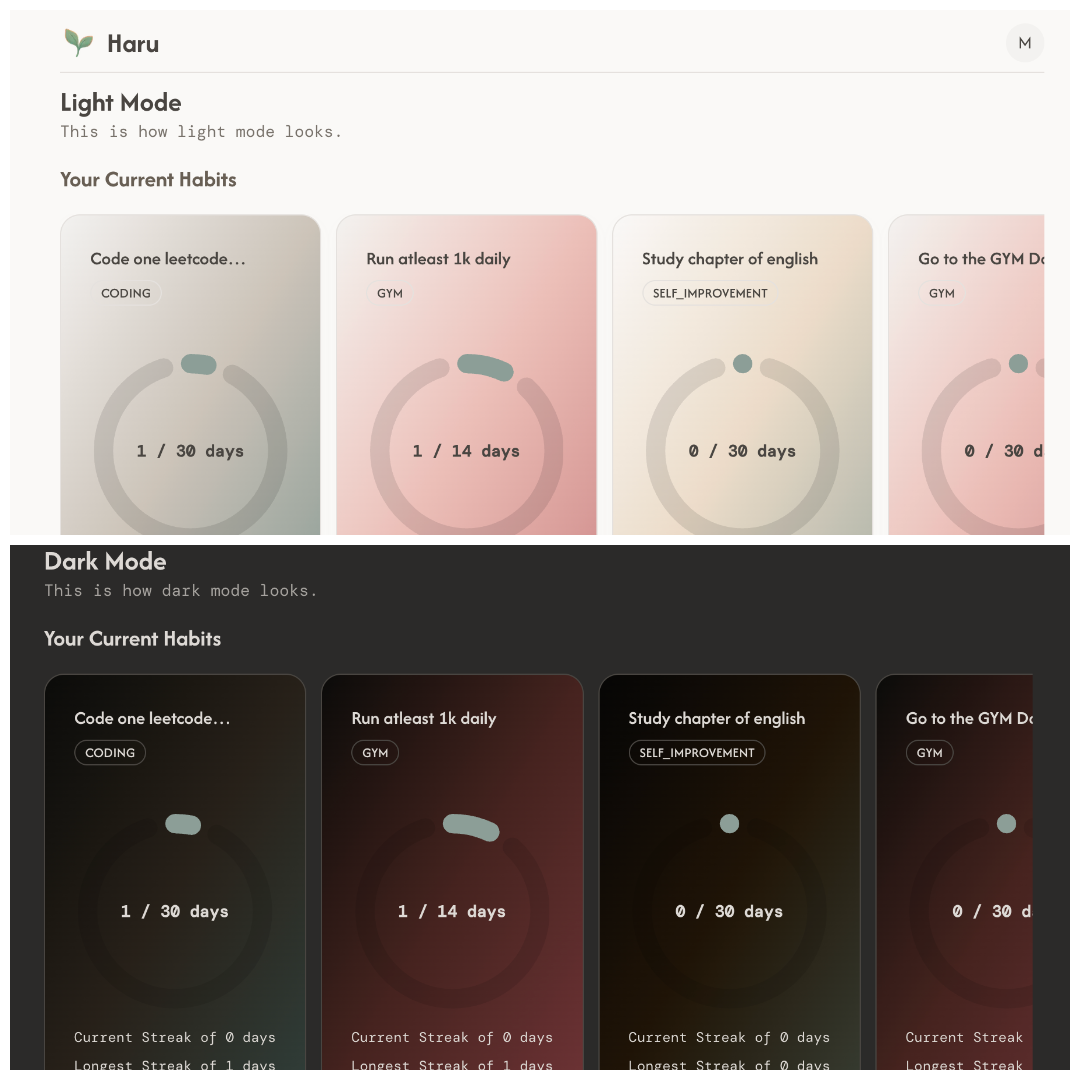 Haru
M
Light Mode
This is how light mode looks.
Your Current Habits
Code one leetcode...
CODING
1 / 30 days
Run atleast 1k daily
GYM
1 / 14 days
Study chapter of english
SELF_IMPROVEMENT
0 / 30 days
Go to the GYM
GYM
0 / 30
Dark Mode
This is how dark mode looks.
Your Current Habits
Code one leetcode...
CODING
1 / 30 days
Current Streak of 0 days
Longest Streak of 1 days
Run atleast 1k daily
GYM
1 / 14 days
Current Streak of 0 days
Longest Streak of 1 days
Study chapter of english
SELF_IMPROVEMENT
0 / 30 days
Current Streak of 0 days
Longest Streak of 0 days
Go to the GYM
GYM
0 / 30
Current Streak
Longest Streak